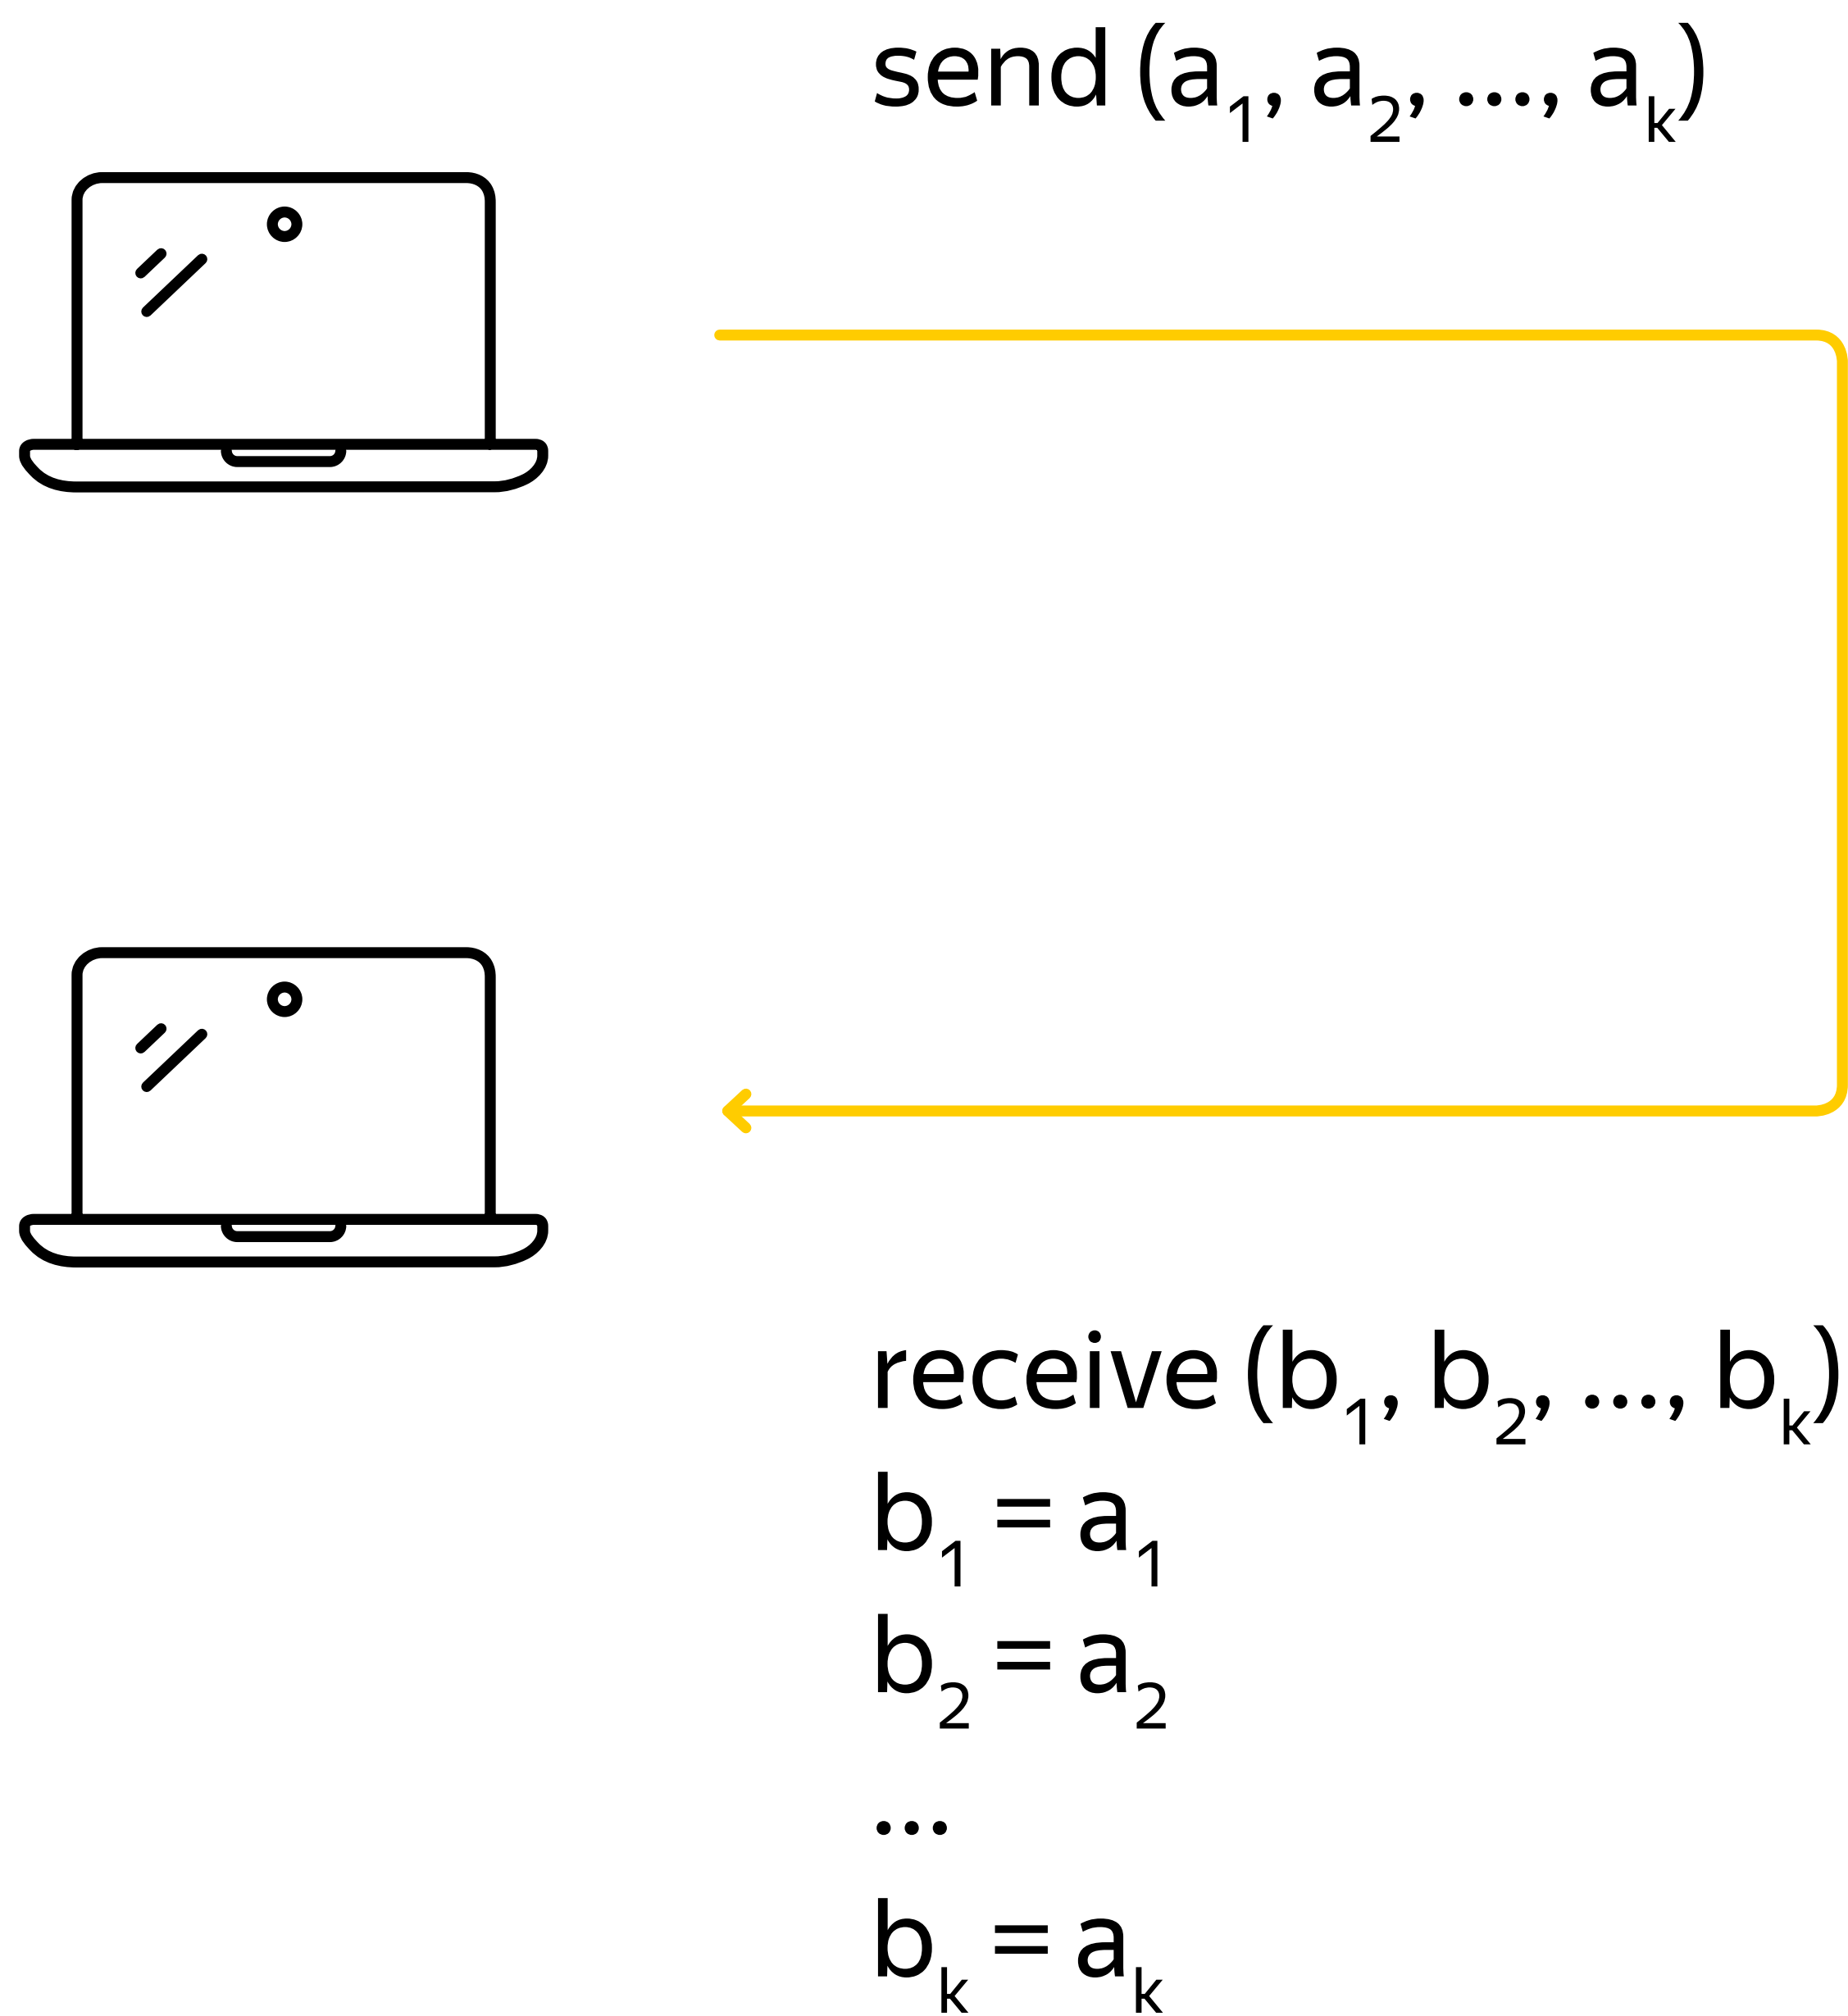 send (a₁, a₂, ..., aₖ)
receive (b₁, b₂, ..., bₖ)
b₁ = a₁
b₂ = a₂
...
bₖ = aₖ